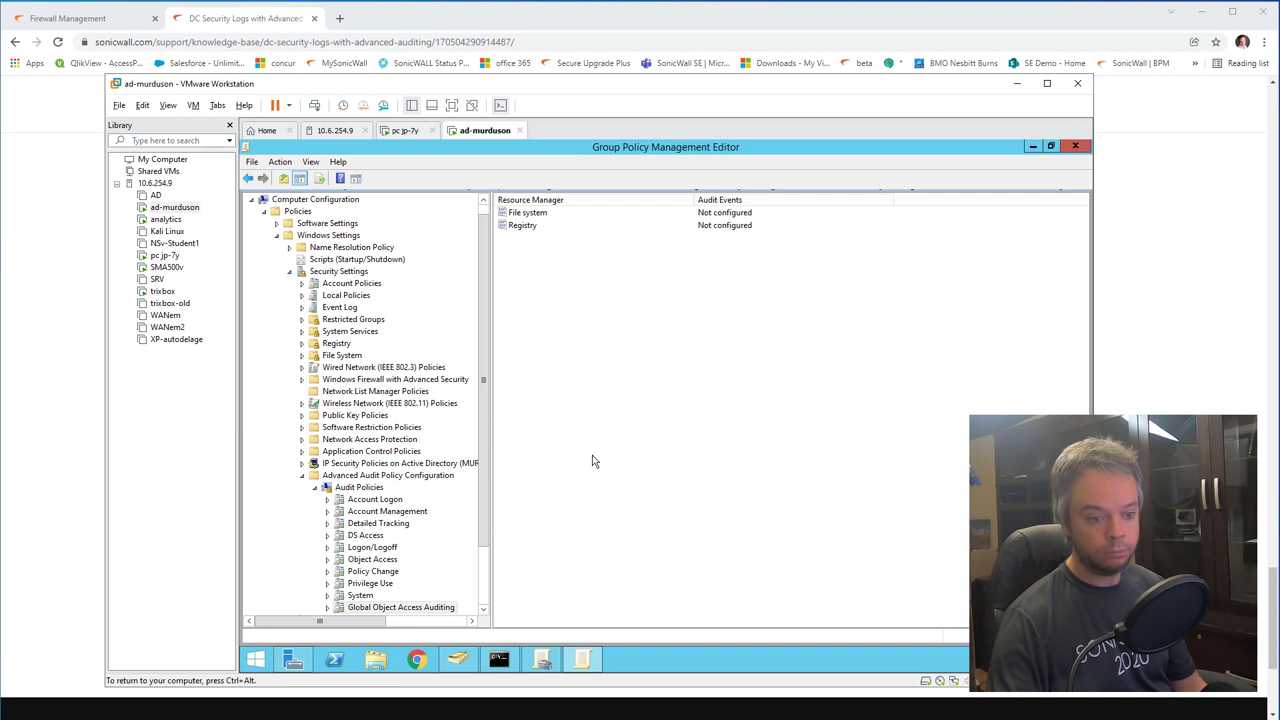 Firewall Management
DC Security Logs with Advanced
sonicwall.com/support/knowledge-base/dc-security-logs-with-advanced-auditing/170504290914487/
Apps
QlikView - AccessP...
Salesforce - Unlimit...
concur
MySonicWall
SonicWALL Status P...
office 365
Secure Upgrade Plus
SonicWall SE | Micr...
Downloads - My V...
beta
BMO Nesbitt Burns
SE Demo - Home
SonicWall | BPM
Reading list
ad-murduson - VMware Workstation
File Edit View VM Tabs Help
Library
Type here to search
My Computer
Shared VMs
10.6.254.9
AD
ad-murduson
analytics
Kali Linux
NSv-Student1
pc jp-7y
SMA500v
SRV
trixbox
trixbox-old
WANem
WANem2
XP-autodelage
Home
10.6.254.9
pc jp-7y
ad-murduson
Group Policy Management Editor
File Action View Help
Computer Configuration
Policies
Software Settings
Windows Settings
Name Resolution Policy
Scripts (Startup/Shutdown)
Security Settings
Account Policies
Local Policies
Event Log
Restricted Groups
System Services
Registry
File System
Wired Network (IEEE 802.3) Policies
Windows Firewall with Advanced Security
Network List Manager Policies
Wireless Network (IEEE 802.11) Policies
Public Key Policies
Software Restriction Policies
Network Access Protection
Application Control Policies
IP Security Policies on Active Directory (MUR
Advanced Audit Policy Configuration
Audit Policies
Account Logon
Account Management
Detailed Tracking
DS Access
Logon/Logoff
Object Access
Policy Change
Privilege Use
System
Global Object Access Auditing
Resource Manager Audit Events
File system Not configured
Registry Not configured
To return to your computer, press Ctrl+Alt.
2020